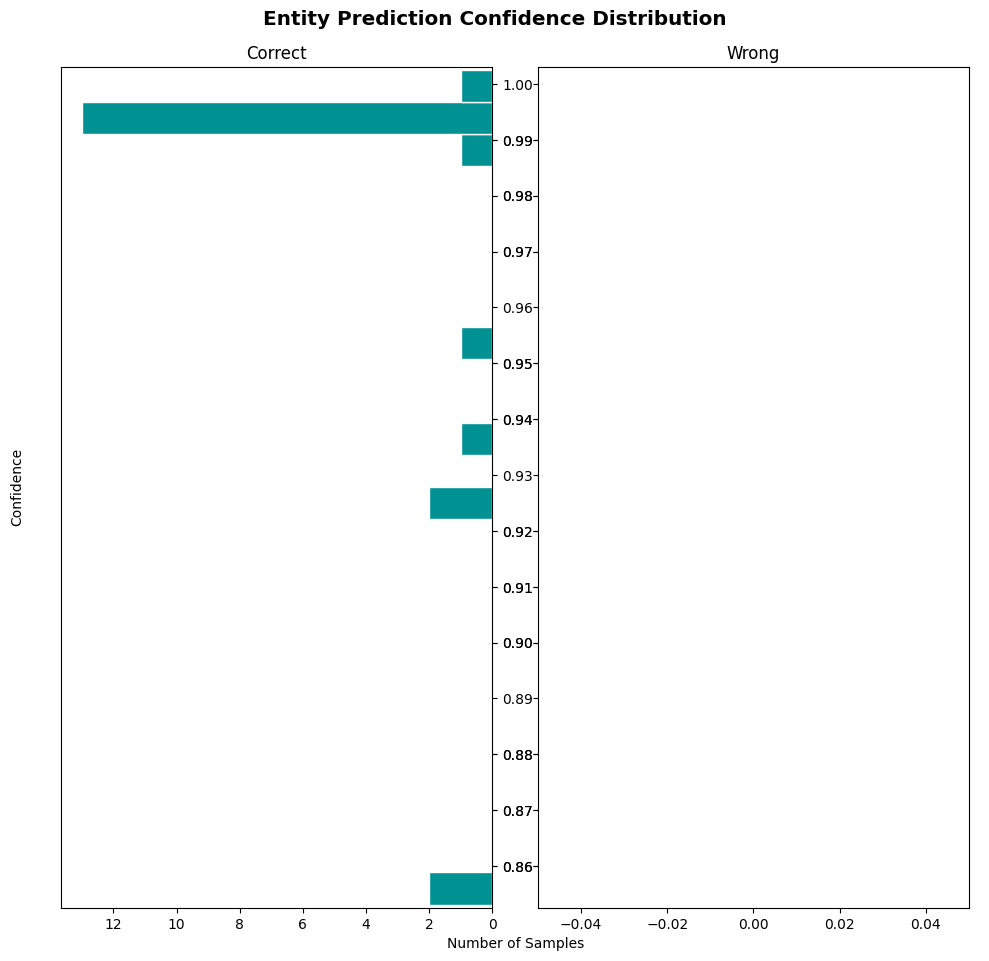 Entity Prediction Confidence Distribution
Correct
Wrong
Confidence
1.00
0.99
0.98
0.97
0.96
0.95
0.94
0.93
0.92
0.91
0.90
0.89
0.88
0.87
0.86
12 10 8 6 4 2 0
−0.04 −0.02 0.00 0.02 0.04
Number of Samples